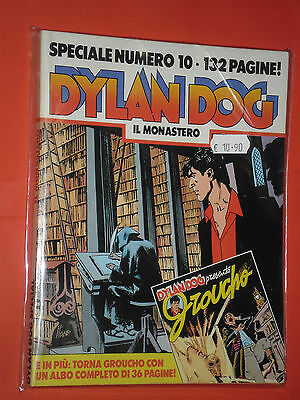 SPECIALE NUMERO 10 - 132 PAGINE!
DYLAN DOG
IL MONASTERO
€ 10.90
DYLAN DOG presenta
Groucho
E IN PIÙ: TORNA GROUCHO CON
UN ALBO COMPLETO DI 36 PAGINE!